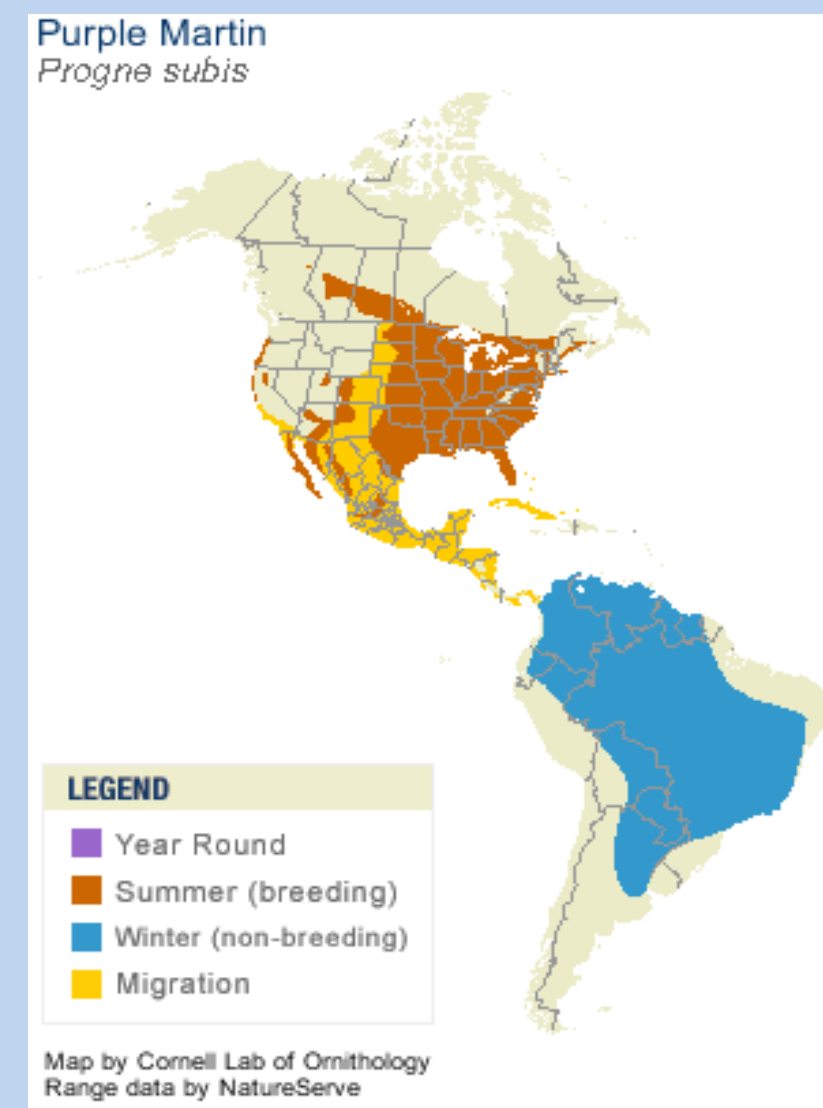 Purple Martin
Progne subis
LEGEND
Year Round
Summer (breeding)
Winter (non-breeding)
Migration
Map by Cornell Lab of Ornithology
Range data by NatureServe